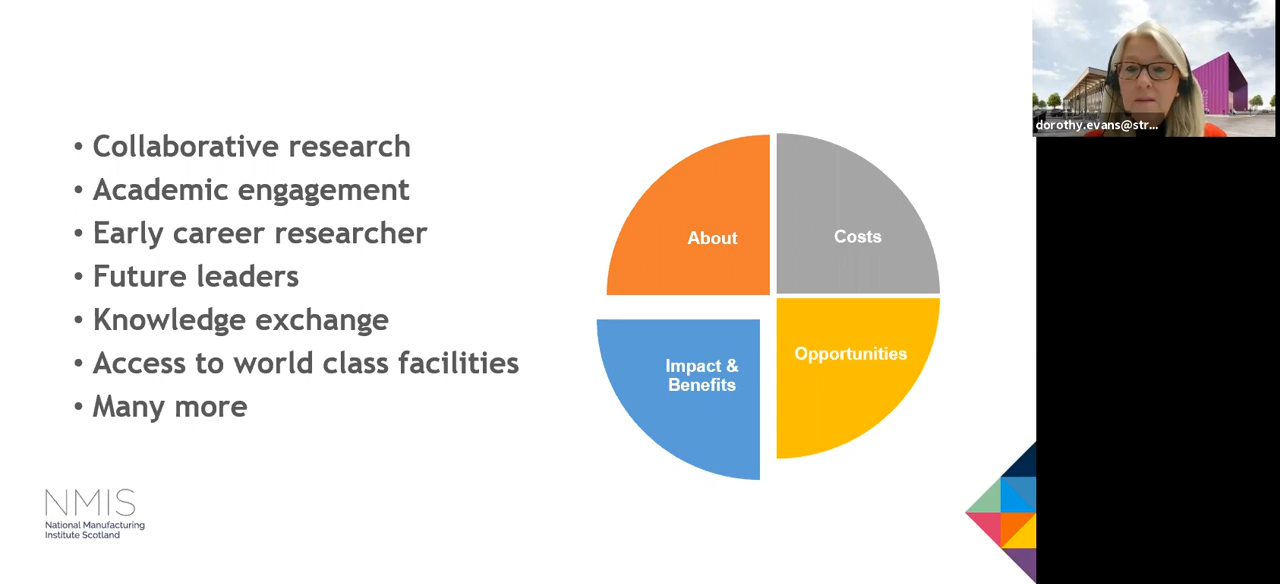 • Collaborative research
• Academic engagement
• Early career researcher
• Future leaders
• Knowledge exchange
• Access to world class facilities
• Many more
About
Costs
Impact &
Benefits
Opportunities
NMIS
National Manufacturing
Institute Scotland
dorothy.evans@str...
NMIS